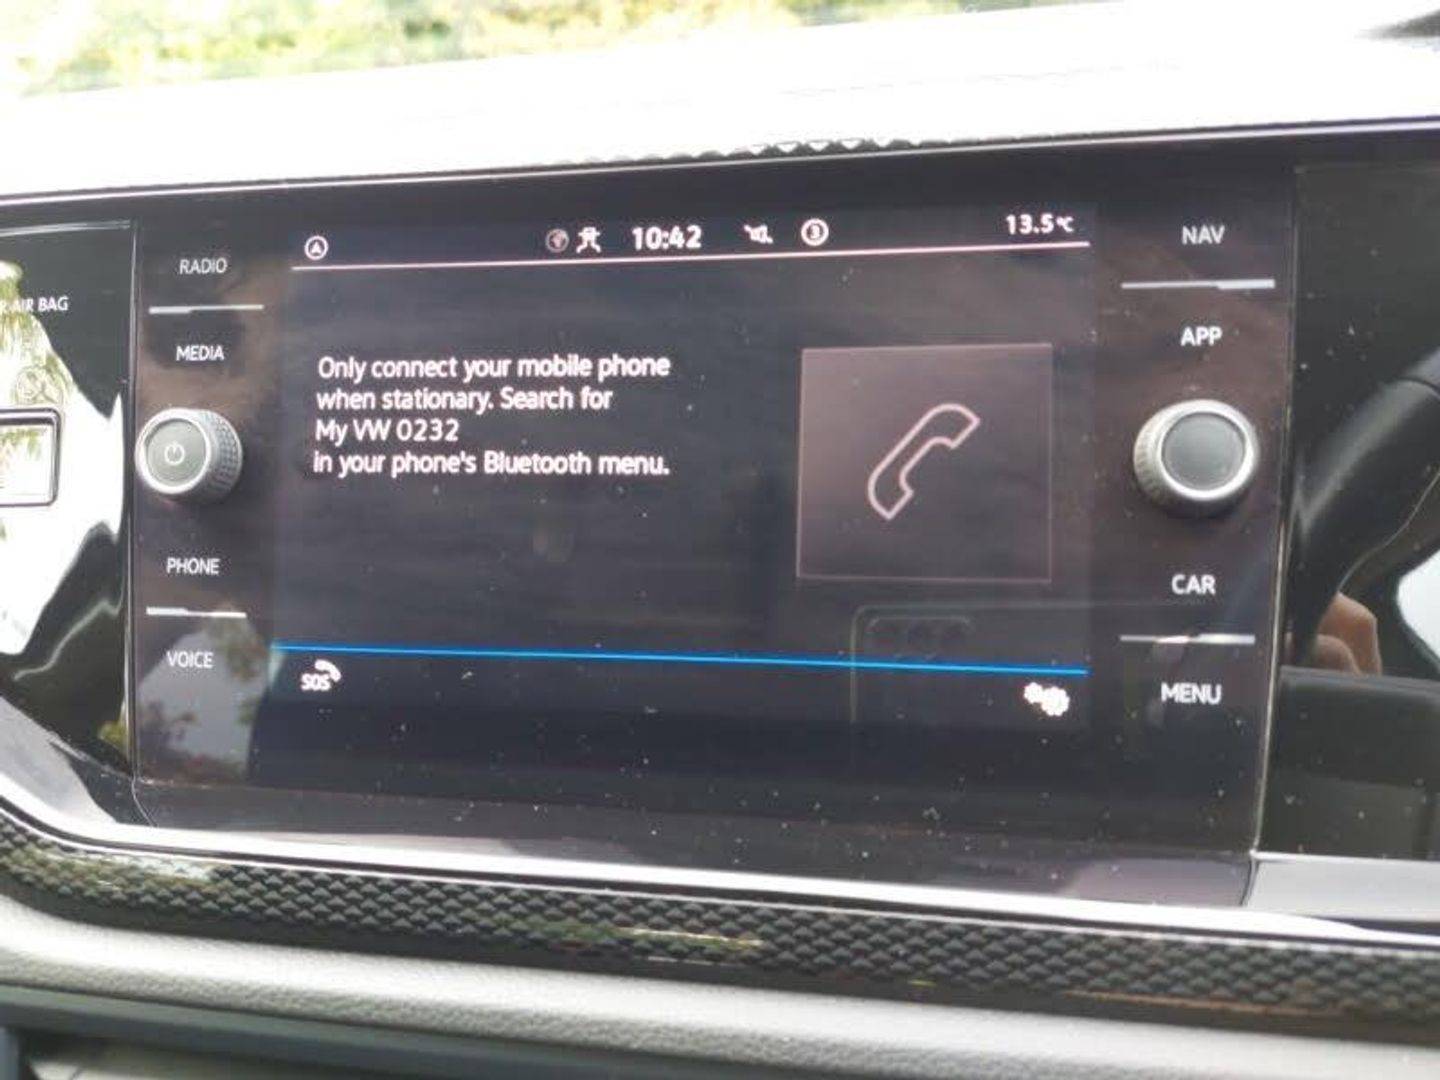 RADIO
10:42
3
13.5°C
NAV
AIR BAG
MEDIA
APP
Only connect your mobile phone
when stationary. Search for
My VW 0232
in your phone's Bluetooth menu.
PHONE
CAR
VOICE
SOS
MENU